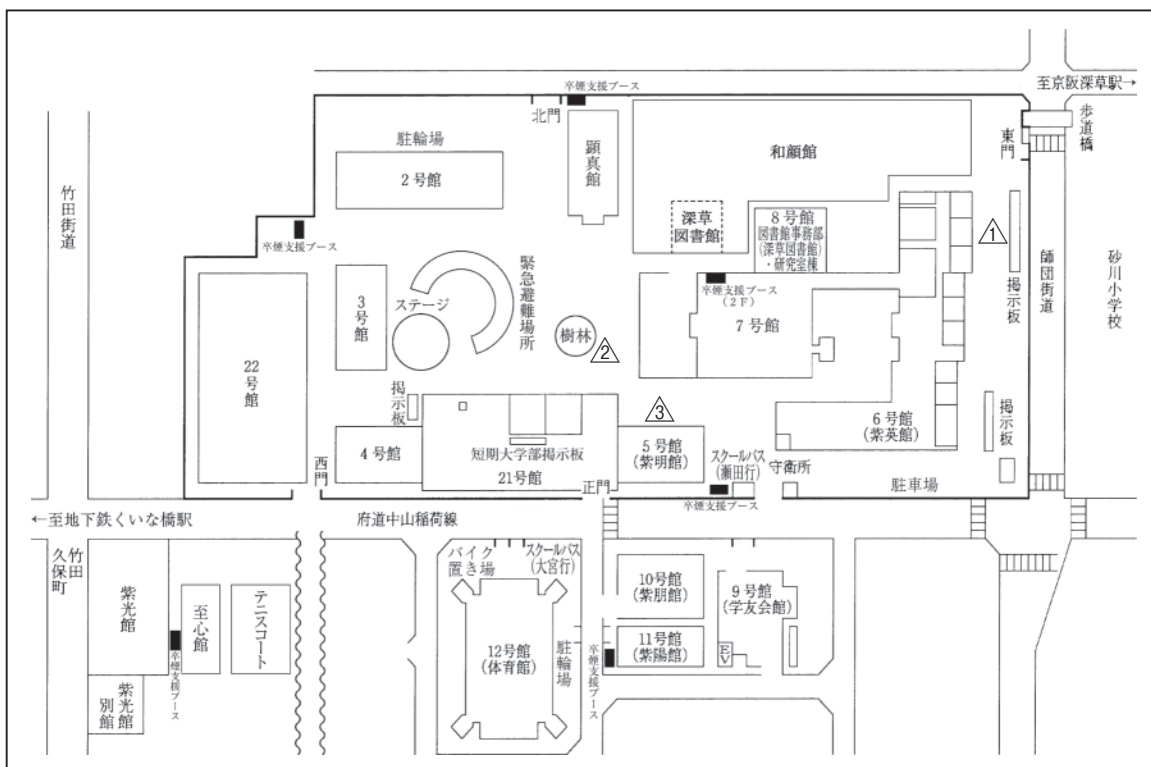 至京阪深草駅→
卒煙支援ブース
北門
歩道橋
東門
駐輪場
2号館
顕真館
和顔館
竹田街道
卒煙支援ブース
深草
図書館
8号館
図書館事務部
(深草図書館)
・研究室棟
1
掲示板
師団街道
砂川小学校
緊急避難場所
3号館
ステージ
卒煙支援ブース
(2F)
7号館
樹林
2
22号館
掲示板
3
掲示板
6号館
(紫英館)
4号館
短期大学部掲示板
21号館
5号館
(紫明館)
スクールバス
(瀬田行)
守衛所
西門
正門
駐車場
卒煙支援ブース
←至地下鉄くいな橋駅
府道中山稲荷線
竹田
久保町
バイク
置き場
スクールバス
(大宮行)
紫光館
至心館
テニスコート
10号館
(紫朋館)
9号館
(学友会館)
11号館
(紫陽館)
EV
12号館
(体育館)
駐輪場
卒煙支援ブース
卒煙支援ブース
紫光館
別館